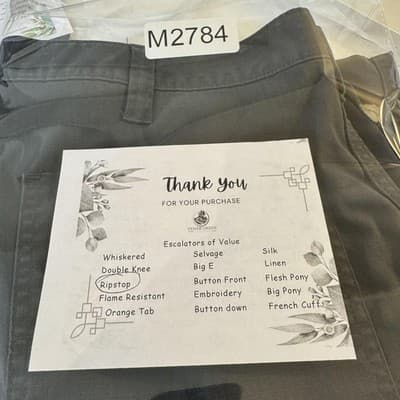 M2784
Thank You
FOR YOUR PURCHASE
Escalators of Value
Whiskered Selvage Silk
Double Knee Big E Linen
Ripstop Button Front Flesh Pony
Flame Resistant Embroidery Big Pony
Orange Tab Button down French Cuff